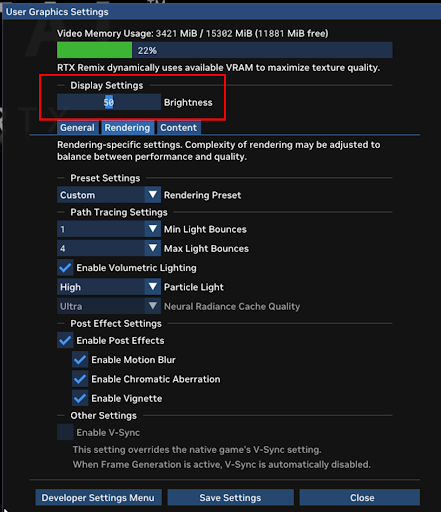 User Graphics Settings
Video Memory Usage: 3421 MiB / 15302 MiB (11881 MiB free)
22%
RTX Remix dynamically uses available VRAM to maximize texture quality.
Display Settings
50 Brightness
General Rendering Content
Rendering-specific settings. Complexity of rendering may be adjusted to
balance between performance and quality.
Preset Settings
Custom Rendering Preset
Path Tracing Settings
1 Min Light Bounces
4 Max Light Bounces
Enable Volumetric Lighting
High Particle Light
Ultra Neural Radiance Cache Quality
Post Effect Settings
Enable Post Effects
Enable Motion Blur
Enable Chromatic Aberration
Enable Vignette
Other Settings
Enable V-Sync
This setting overrides the native game's V-Sync setting.
When Frame Generation is active, V-Sync is automatically disabled.
Developer Settings Menu Save Settings Close